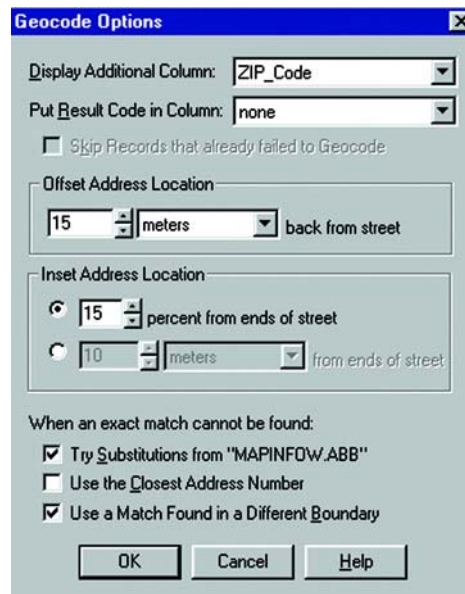 Geocode Options
Display Additional Column: ZIP_Code
Put Result Code in Column: none
Skip Records that already failed to Geocode
Offset Address Location
15 meters back from street
Inset Address Location
15 percent from ends of street
10 meters from ends of street
When an exact match cannot be found:
Try Substitutions from "MAPINFOW.ABB"
Use the Closest Address Number
Use a Match Found in a Different Boundary
OK Cancel Help